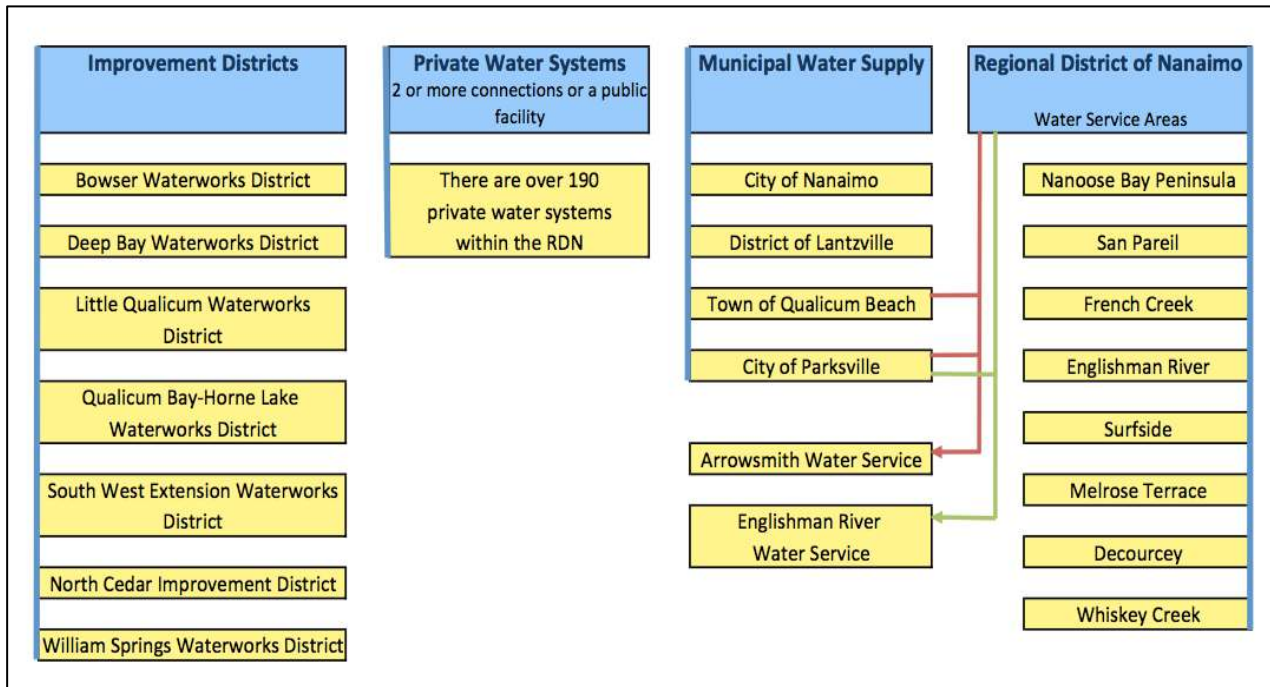 Improvement Districts
Bowser Waterworks District
Deep Bay Waterworks District
Little Qualicum Waterworks
District
Qualicum Bay-Horne Lake
Waterworks District
South West Extension Waterworks
District
North Cedar Improvement District
William Springs Waterworks District
Private Water Systems
2 or more connections or a public
facility
There are over 190
private water systems
within the RDN
Municipal Water Supply
City of Nanaimo
District of Lantzville
Town of Qualicum Beach
City of Parksville
Arrowsmith Water Service
Englishman River
Water Service
Regional District of Nanaimo
Water Service Areas
Nanoose Bay Peninsula
San Pareil
French Creek
Englishman River
Surfside
Melrose Terrace
Decourcey
Whiskey Creek